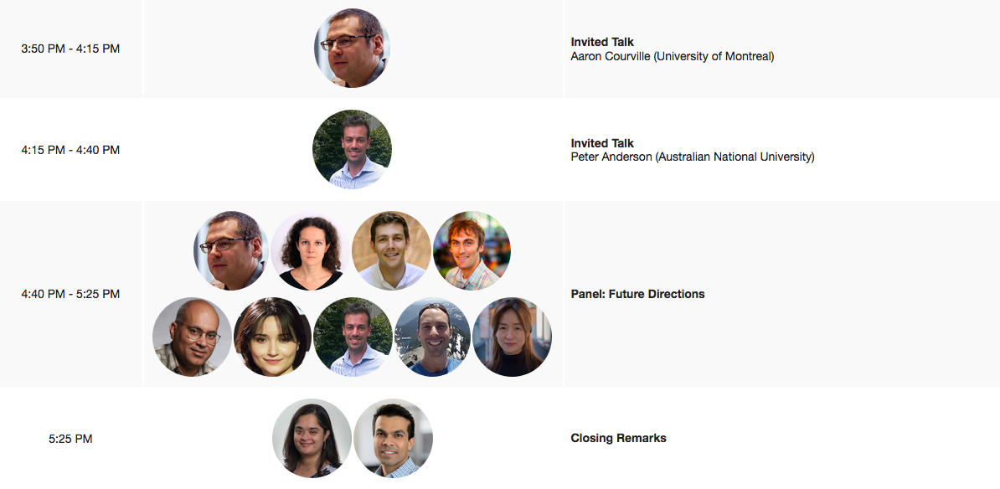 3:50 PM - 4:15 PM
Invited Talk
Aaron Courville (University of Montreal)
4:15 PM - 4:40 PM
Invited Talk
Peter Anderson (Australian National University)
4:40 PM - 5:25 PM
Panel: Future Directions
5:25 PM
Closing Remarks